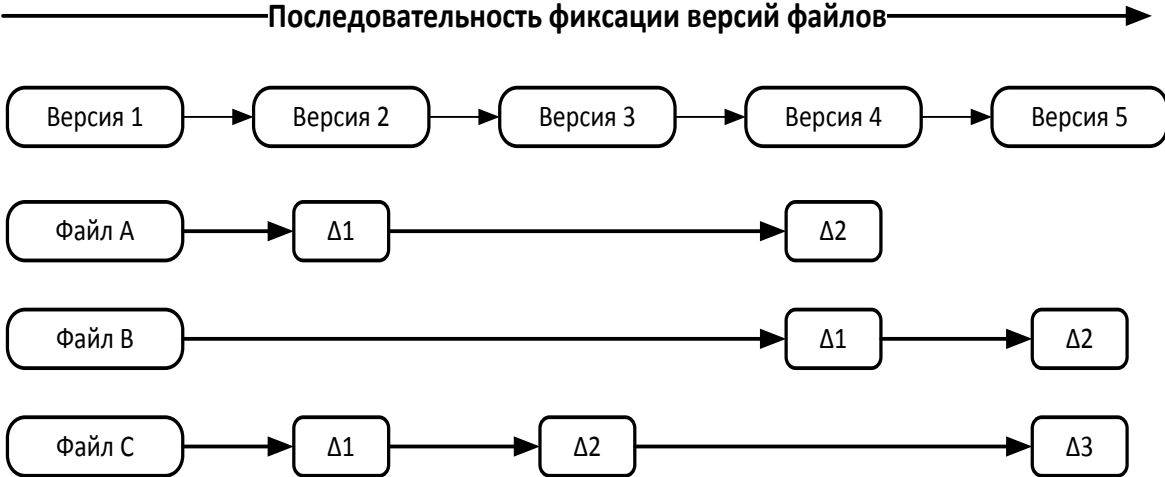 Последовательность фиксации версий файлов
Версия 1 Версия 2 Версия 3 Версия 4 Версия 5
Файл A Δ1 Δ2
Файл B Δ1 Δ2
Файл C Δ1 Δ2 Δ3